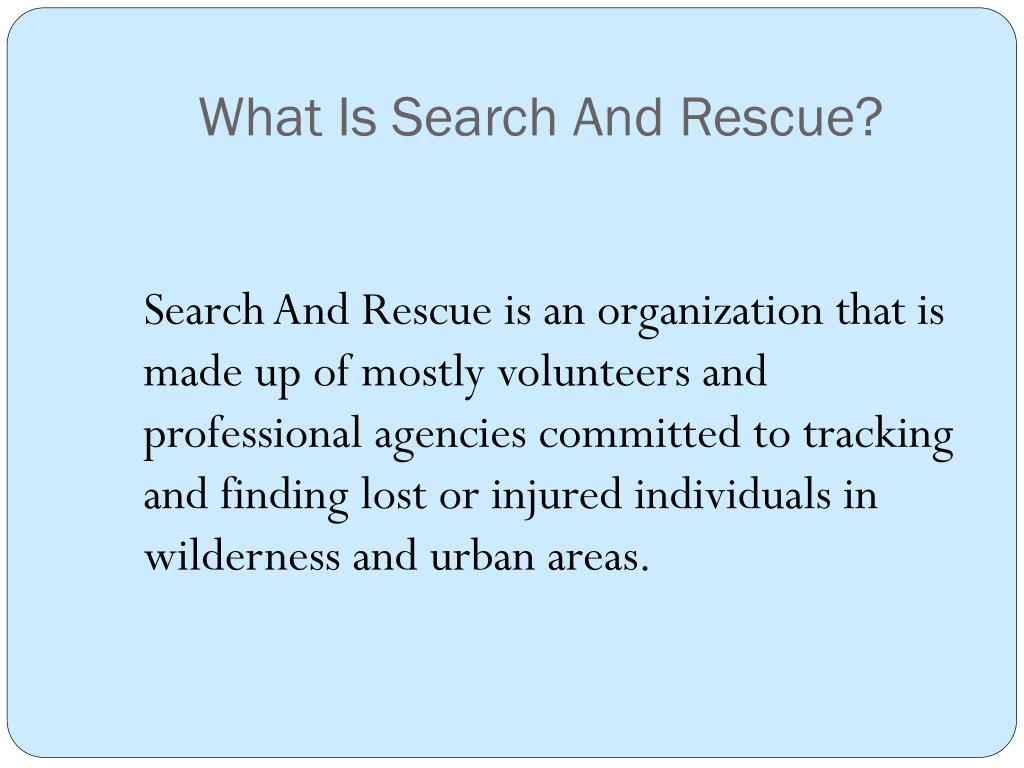 What Is Search And Rescue?
Search And Rescue is an organization that is
made up of mostly volunteers and
professional agencies committed to tracking
and finding lost or injured individuals in
wilderness and urban areas.